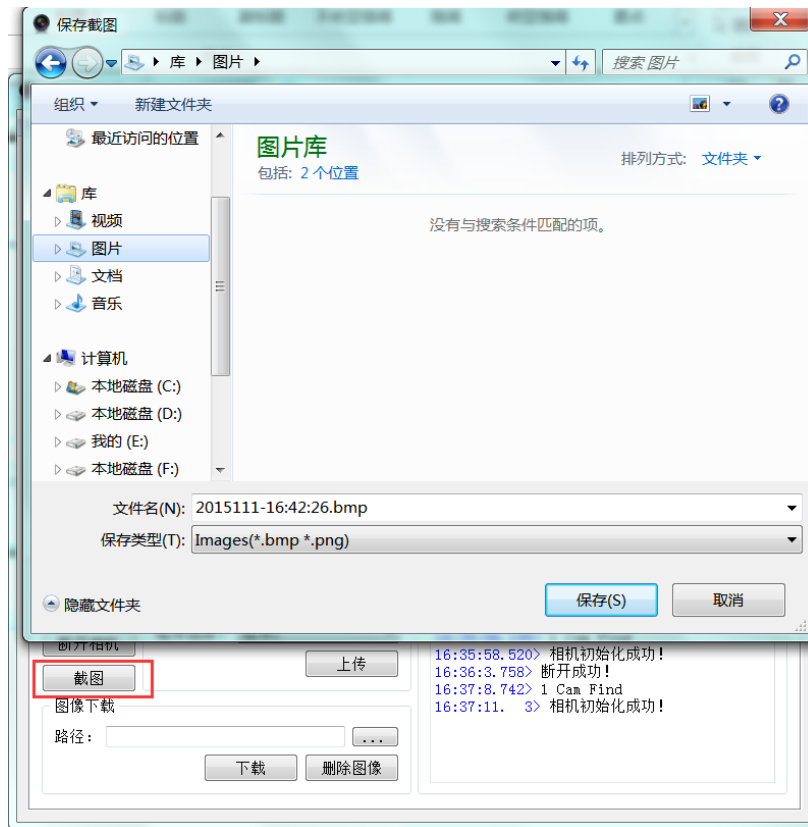 保存截图
库 图片
搜索 图片
组织 新建文件夹
最近访问的位置
库
视频
图片
文档
音乐
计算机
本地磁盘 (C:)
本地磁盘 (D:)
我的 (E:)
本地磁盘 (F:)
图片库
包括: 2 个位置
排列方式: 文件夹
没有与搜索条件匹配的项。
文件名(N): 2015111-16:42:26.bmp
保存类型(T): Images(*.bmp *.png)
隐藏文件夹
保存(S) 取消
断开相机
截图
上传
图像下载
路径:
...
下载 删除图像
16:35:58.520> 相机初始化成功!
16:36:3.758> 断开成功!
16:37:8.742> 1 Cam Find
16:37:11.  3> 相机初始化成功!